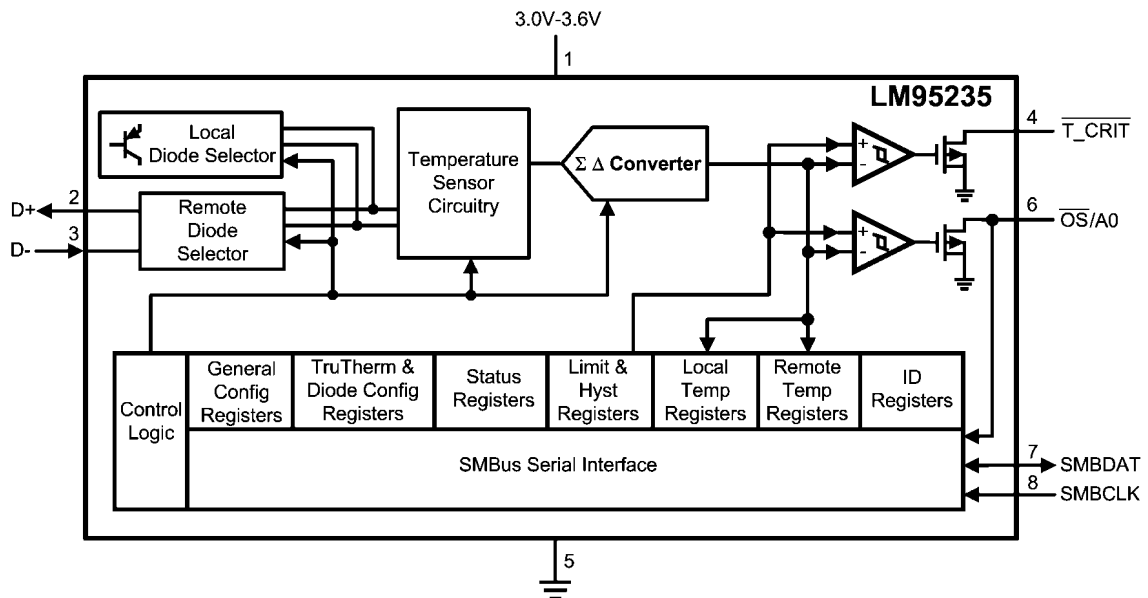 3.0V-3.6V
1
LM95235
Local
Diode Selector
Temperature
Sensor
Circuitry
Σ Δ Converter
+
-
4
T_CRIT
2
D+
3
D-
Remote
Diode
Selector
+
-
6
OS/A0
Control
Logic
General
Config
Registers
TruTherm &
Diode Config
Registers
Status
Registers
Limit &
Hyst
Registers
Local
Temp
Registers
Remote
Temp
Registers
ID
Registers
SMBus Serial Interface
7
SMBDAT
8
SMBCLK
5